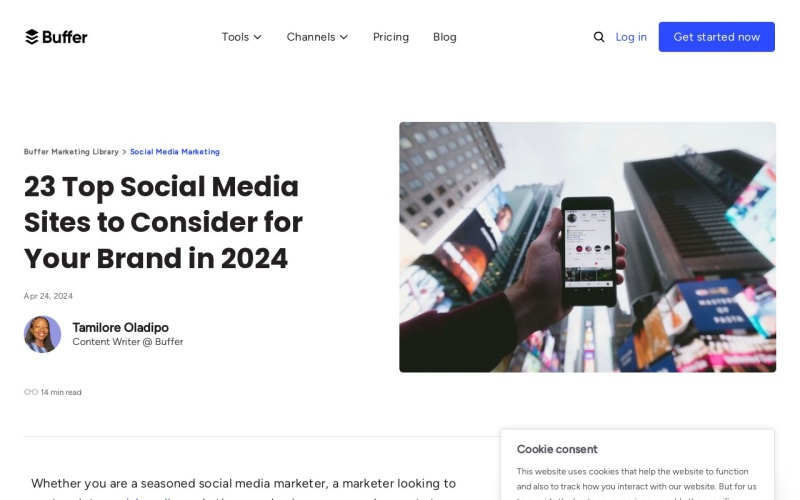 Buffer
Tools
Channels
Pricing
Blog
Log in
Get started now
Buffer Marketing Library > Social Media Marketing
23 Top Social Media
Sites to Consider for
Your Brand in 2024
Apr 24, 2024
Tamilore Oladipo
Content Writer @ Buffer
14 min read
Cookie consent
This website uses cookies that help the website to function
and also to track how you interact with our website. But for us
Whether you are a seasoned social media marketer, a marketer looking to